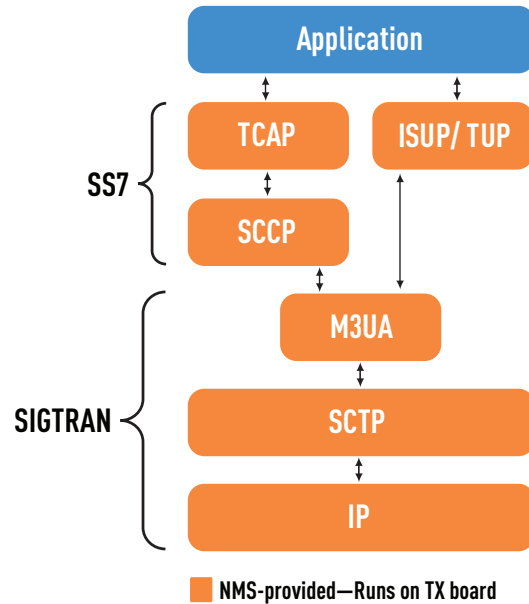 Application
TCAP
ISUP/ TUP
SS7
SCCP
M3UA
SIGTRAN
SCTP
IP
NMS-provided—Runs on TX board